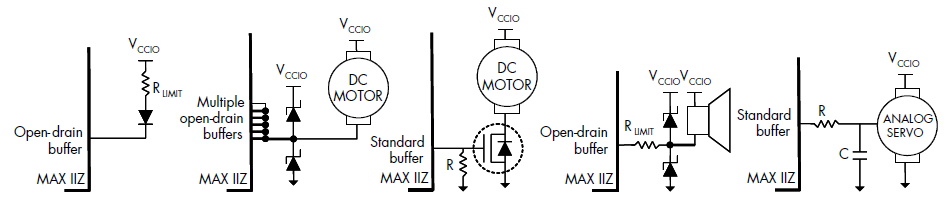 VCCIO
RLIMIT
Open-drain
buffer
MAX IIZ
VCCIO
VCCIO
DC
MOTOR
Multiple
open-drain
buffers
MAX IIZ
VCCIO
DC
MOTOR
Standard
buffer
R
MAX IIZ
VCCIO VCCIO
Open-drain
buffer
RLIMIT
MAX IIZ
VCCIO
Standard
buffer
R
ANALOG
SERVO
C
MAX IIZ